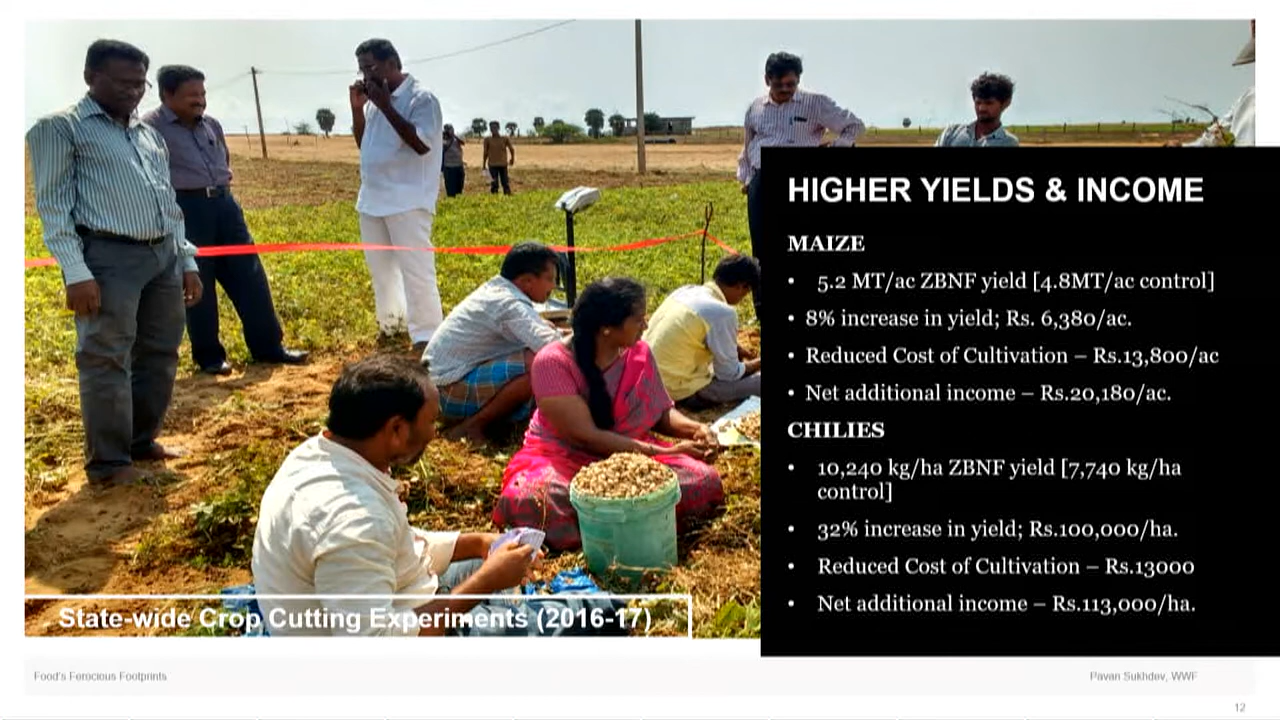 HIGHER YIELDS & INCOME
MAIZE
• 5.2 MT/ac ZBNF yield [4.8MT/ac control]
• 8% increase in yield; Rs. 6,380/ac.
• Reduced Cost of Cultivation – Rs.13,800/ac
• Net additional income – Rs.20,180/ac.
CHILIES
• 10,240 kg/ha ZBNF yield [7,740 kg/ha
control]
• 32% increase in yield; Rs.100,000/ha.
• Reduced Cost of Cultivation – Rs.13000
• Net additional income – Rs.113,000/ha.
State-wide Crop Cutting Experiments (2016-17)
Food's Ferocious Footprints
Pavan Sukhdev, WWF
12